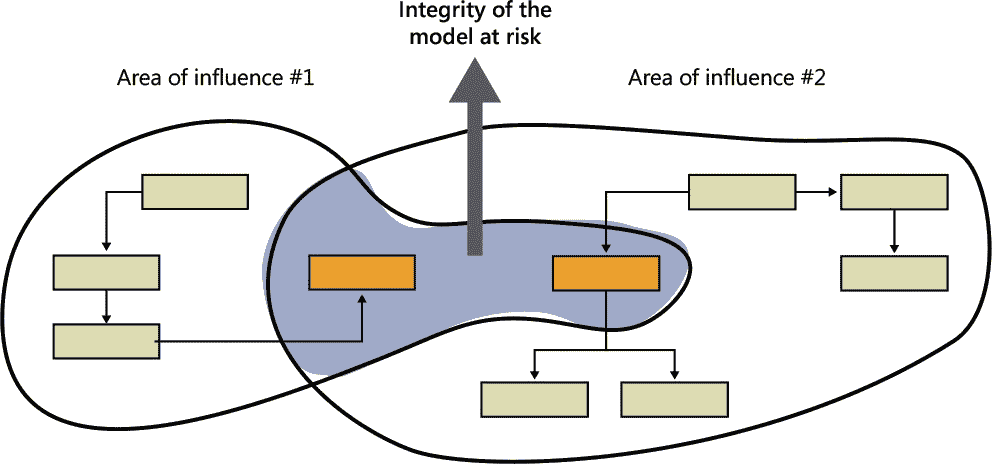 Integrity of the
model at risk
Area of influence #1
Area of influence #2